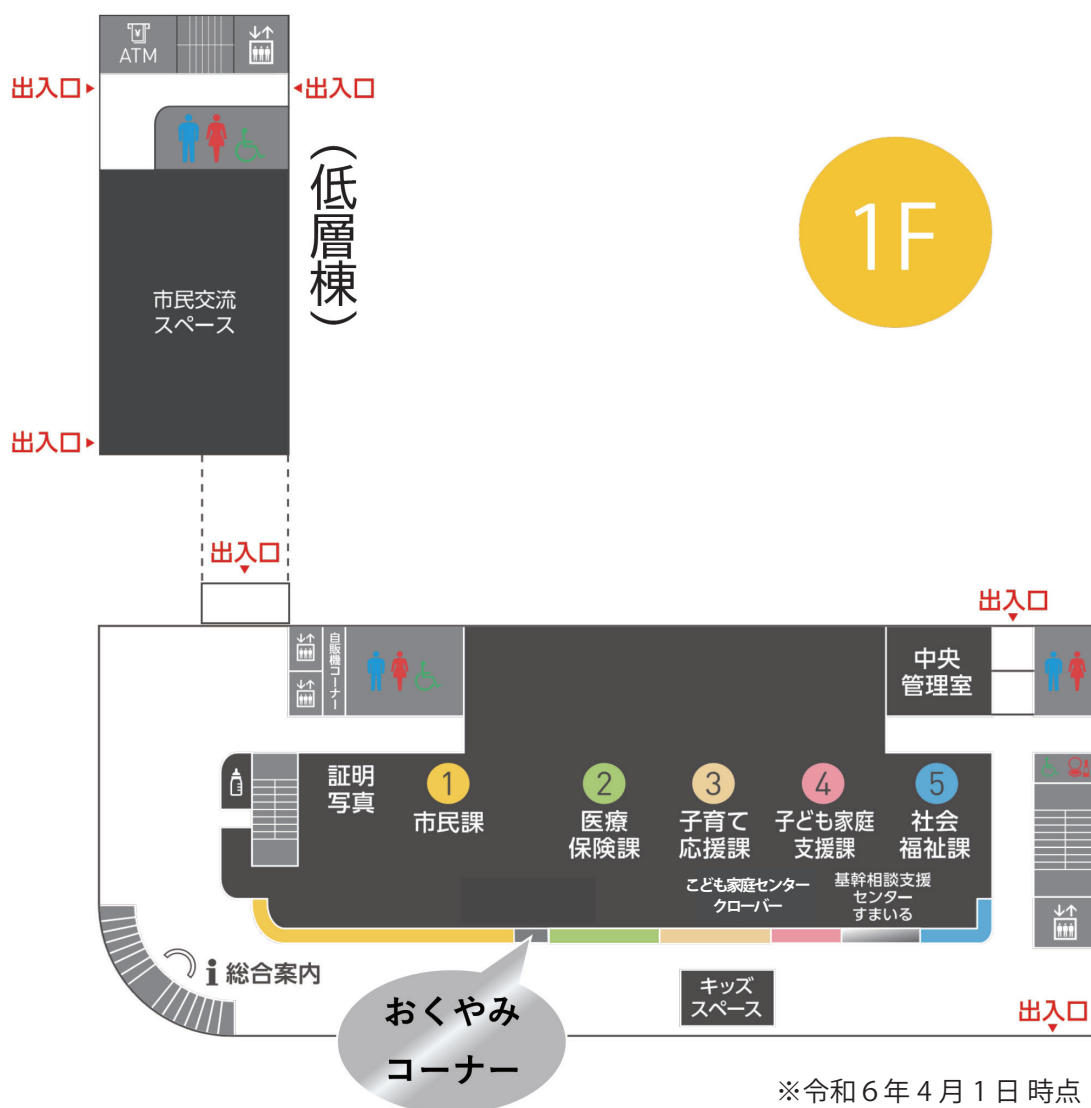 ATM
出入口
出入口
(低層棟)
1F
市民交流
スペース
出入口
出入口
出入口
自販機コーナー
中央
管理室
証明
写真
1
市民課
2
医療
保険課
3
子育て
応援課
4
子ども家庭
支援課
5
社会
福祉課
こども家庭センター
クローバー
基幹相談支援
センター
すまいる
i 総合案内
おくやみ
コーナー
キッズ
スペース
出入口
※令和6年4月1日時点